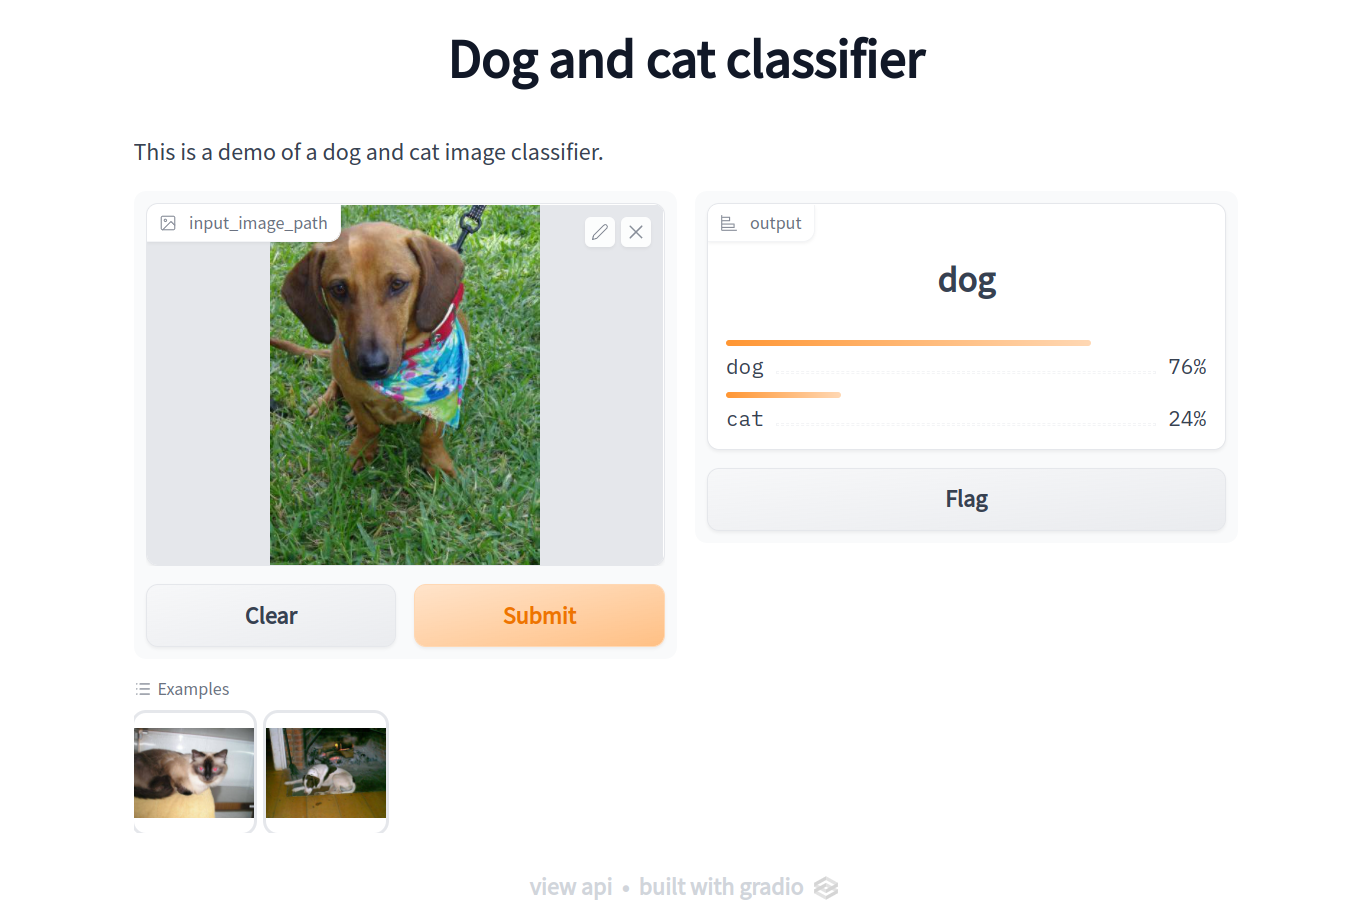 Dog and cat classifier
This is a demo of a dog and cat image classifier.
input_image_path
Clear
Submit
output
dog
dog 76%
cat 24%
Flag
Examples
view api • built with gradio